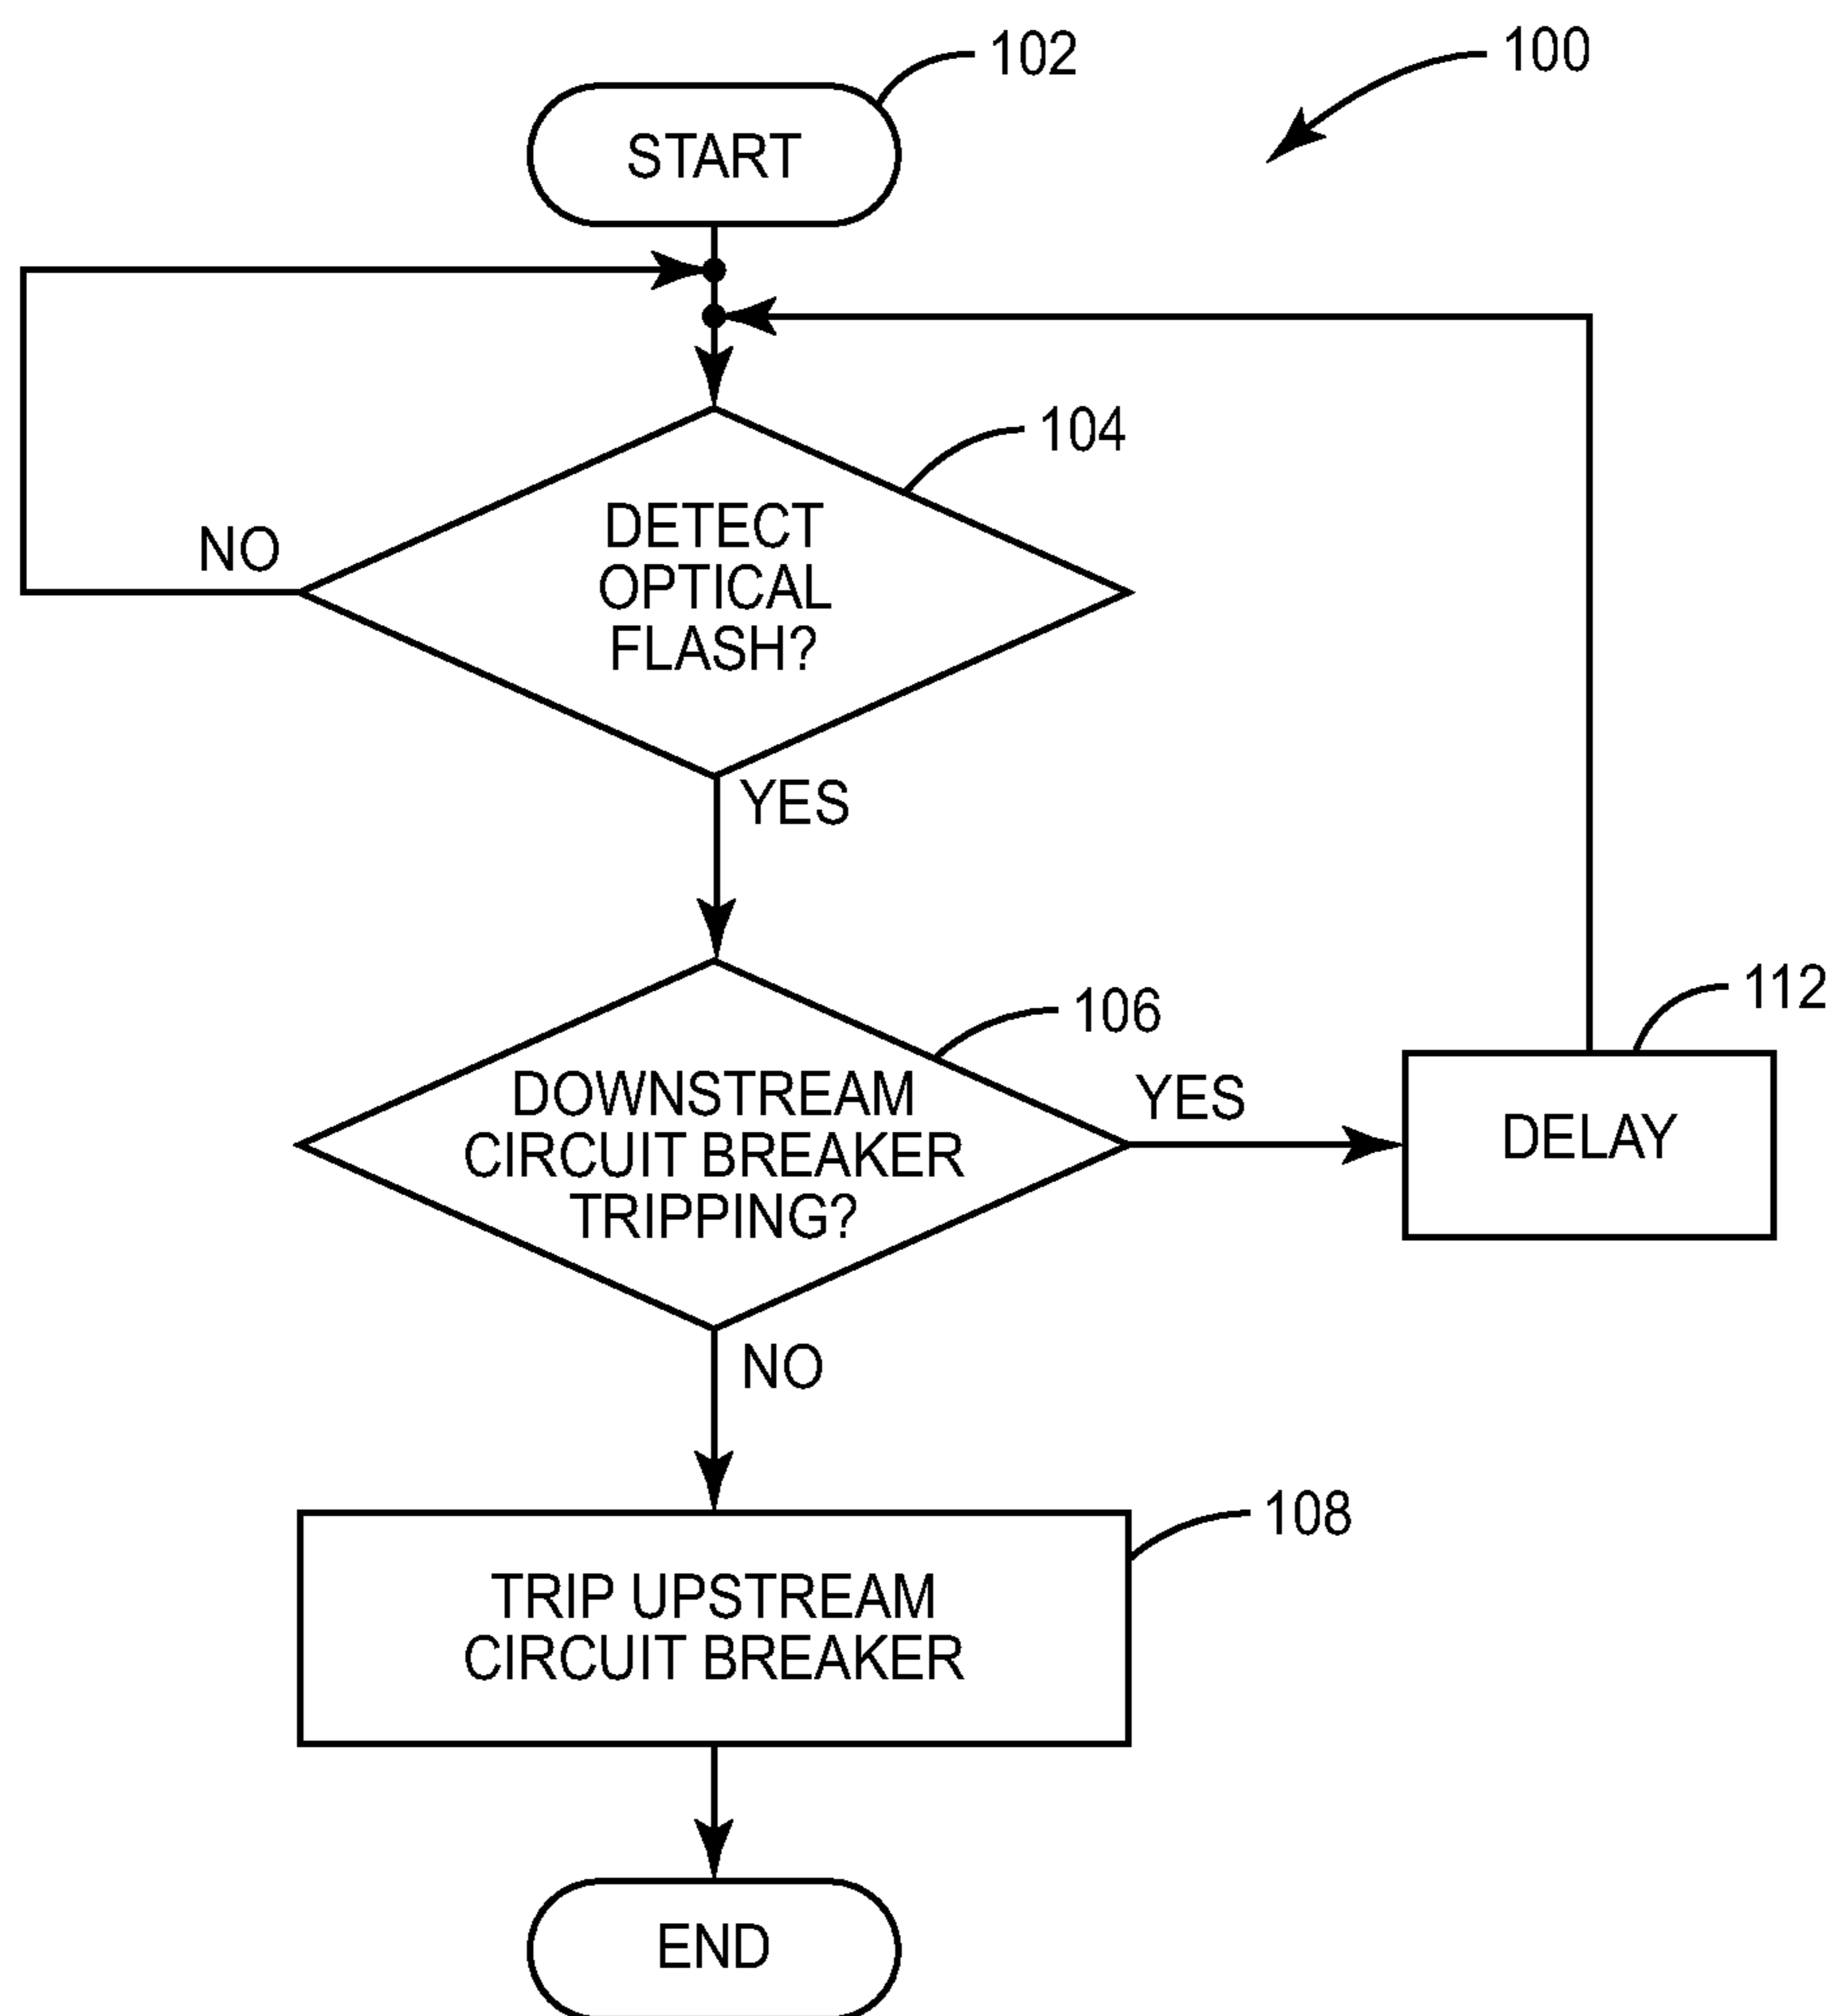 102
100
START
104
DETECT
OPTICAL
FLASH?
NO
YES
106
112
DOWNSTREAM
CIRCUIT BREAKER
TRIPPING?
YES
DELAY
NO
108
TRIP UPSTREAM
CIRCUIT BREAKER
END